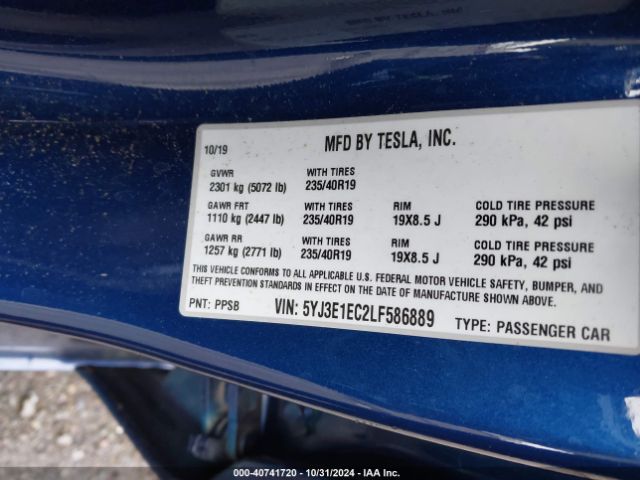 MFD BY TESLA, INC.
10/19
MFD BY TESLA, INC.
GVWR WITH TIRES
2301 kg (5072 lb) 235/40R19
GAWR FRT WITH TIRES RIM COLD TIRE PRESSURE
1110 kg (2447 lb) 235/40R19 19X8.5 J 290 kPa, 42 psi
GAWR RR WITH TIRES RIM COLD TIRE PRESSURE
1257 kg (2771 lb) 235/40R19 19X8.5 J 290 kPa, 42 psi
THIS VEHICLE CONFORMS TO ALL APPLICABLE U.S. FEDERAL MOTOR VEHICLE SAFETY, BUMPER, AND
THEFT PREVENTION STANDARDS IN EFFECT ON THE DATE OF MANUFACTURE SHOWN ABOVE.
PNT: PPSB VIN: 5YJ3E1EC2LF586889 TYPE: PASSENGER CAR
000-40741720 - 10/31/2024 - IAA Inc.